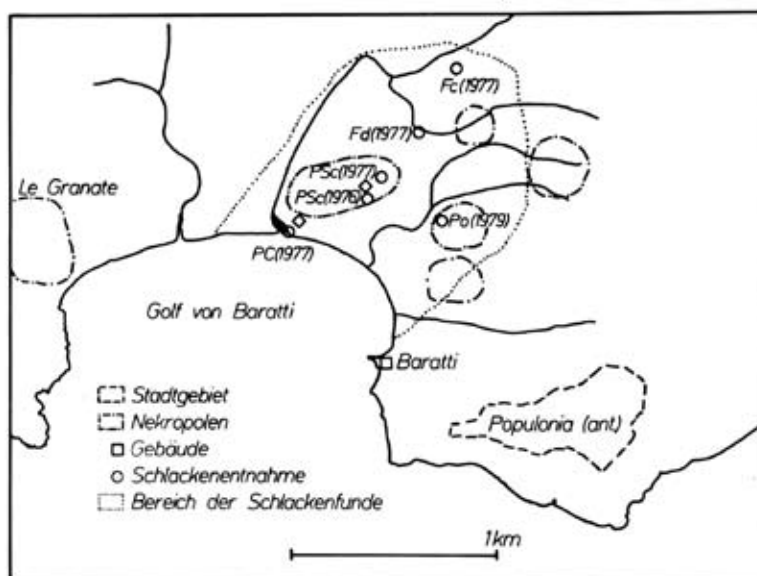 Fc(1977)
Fd(1977)
PSc(1977)
Le Granate
PSc(1976)
Po(1979)
PC(1977)
Golf von Baratti
Baratti
Stadtgebiet
Nekropolen
Populonia (ant)
Gebäude
Schlackenentnahme
Bereich der Schlackenfunde
1km